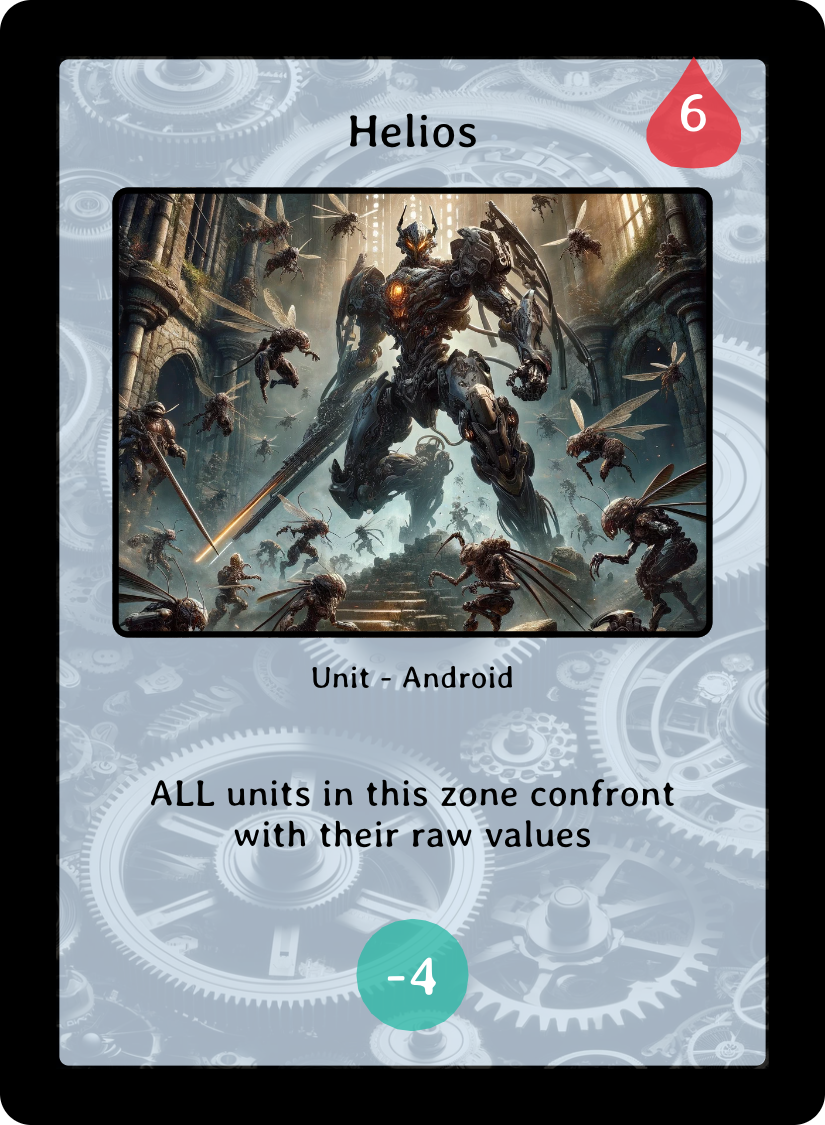 Helios
6
Unit - Android
ALL units in this zone confront
with their raw values
-4